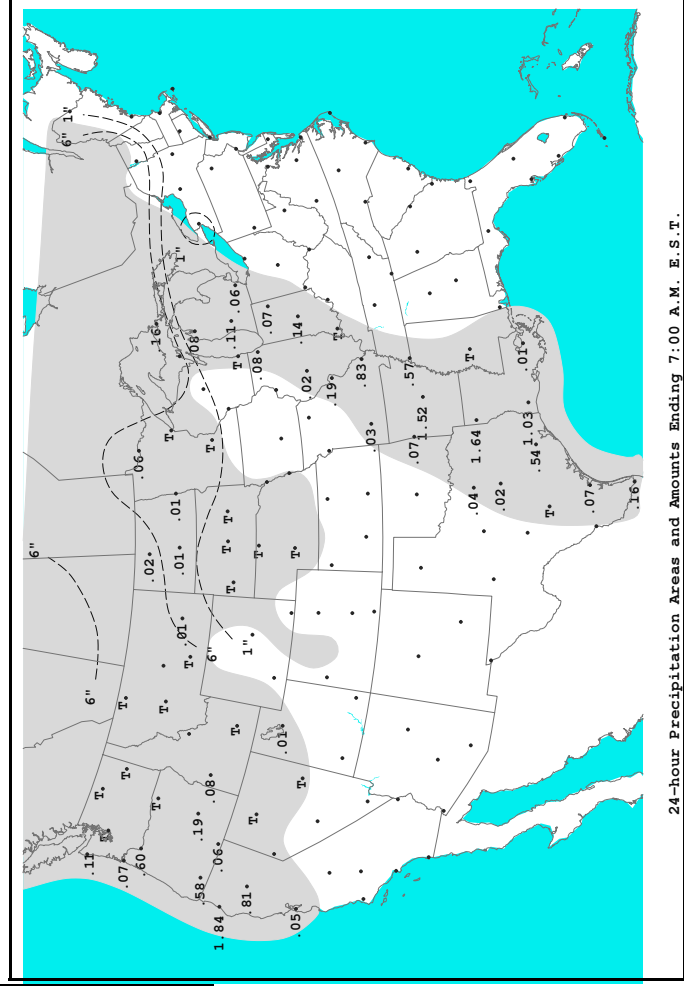 24-hour Precipitation Areas and Amounts Ending 7:00 A.M. E.S.T.
.11
.07
.60
T
T
T
T
.58
1.84
.19
.06
.08
.81
.05
T
T
.01
T
T
T
T
.01
6"
1"
6"
6"
.02
.01
.01
T
T
T
T
T
.06
T
T
.16
.08
.11
.06
T
.08
.07
.14
T
.02
.19
.83
.03
.57
.07
1.52
T
1.64
.01
1.03
.54
.04
.02
T
.07
.16
1"
6"
1"